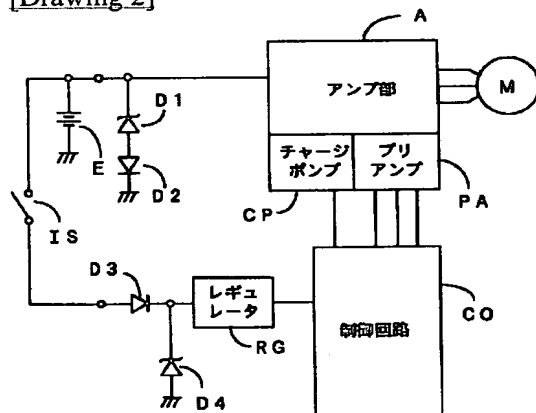 [Drawing 2]
A
アンプ部
M
D1
E
D2
チャージ
ポンプ
プリ
アンプ
CP
PA
IS
D3
レギュ
レータ
RG
制御回路
CO
D4